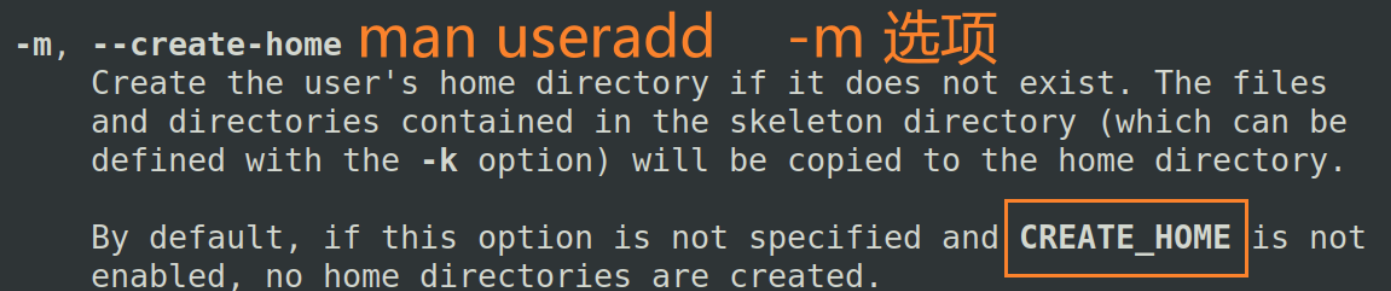 -m, --create-home man useradd -m 选项
Create the user's home directory if it does not exist. The files
and directories contained in the skeleton directory (which can be
defined with the -k option) will be copied to the home directory.
By default, if this option is not specified and CREATE_HOME is not
enabled, no home directories are created.